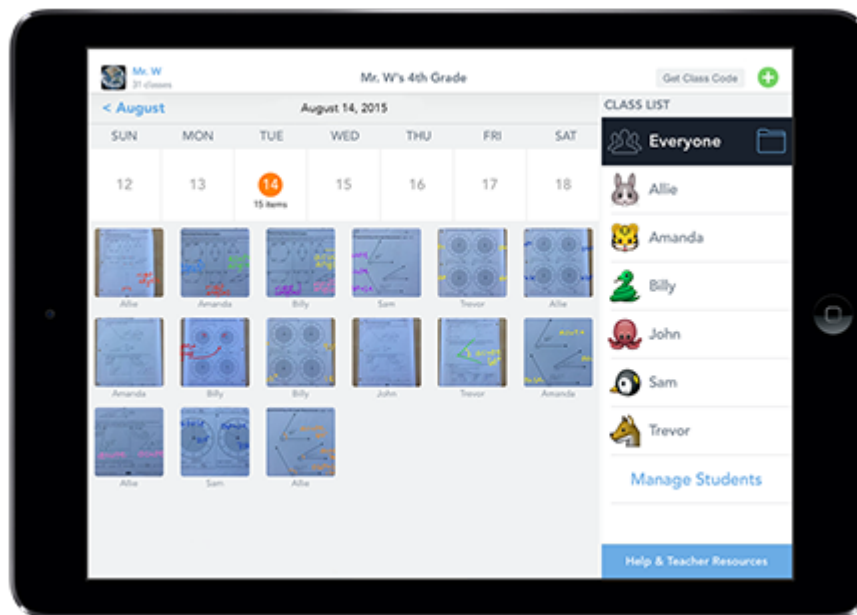 Mr. W
31 classes
Mr. W's 4th Grade
Get Class Code
< August
August 14, 2015
CLASS LIST
SUN MON TUE WED THU FRI SAT
12 13 14 15 16 17 18
15 items
Everyone
Allie
Amanda
Billy
John
Sam
Trevor
Manage Students
Help & Teacher Resources
Allie Amanda Billy Sam Trevor Allie
Amanda Billy Billy John Trevor Amanda
Allie Sam Allie